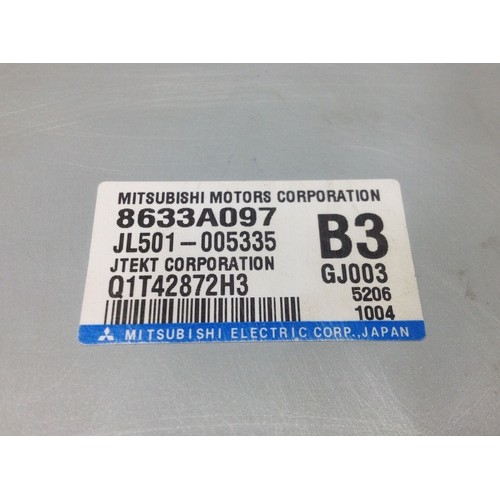 MITSUBISHI MOTORS CORPORATION
8633A097
JL501-005335
JTEKT CORPORATION
Q1T42872H3
B3
GJ003
5206
1004
MITSUBISHI ELECTRIC CORP., JAPAN